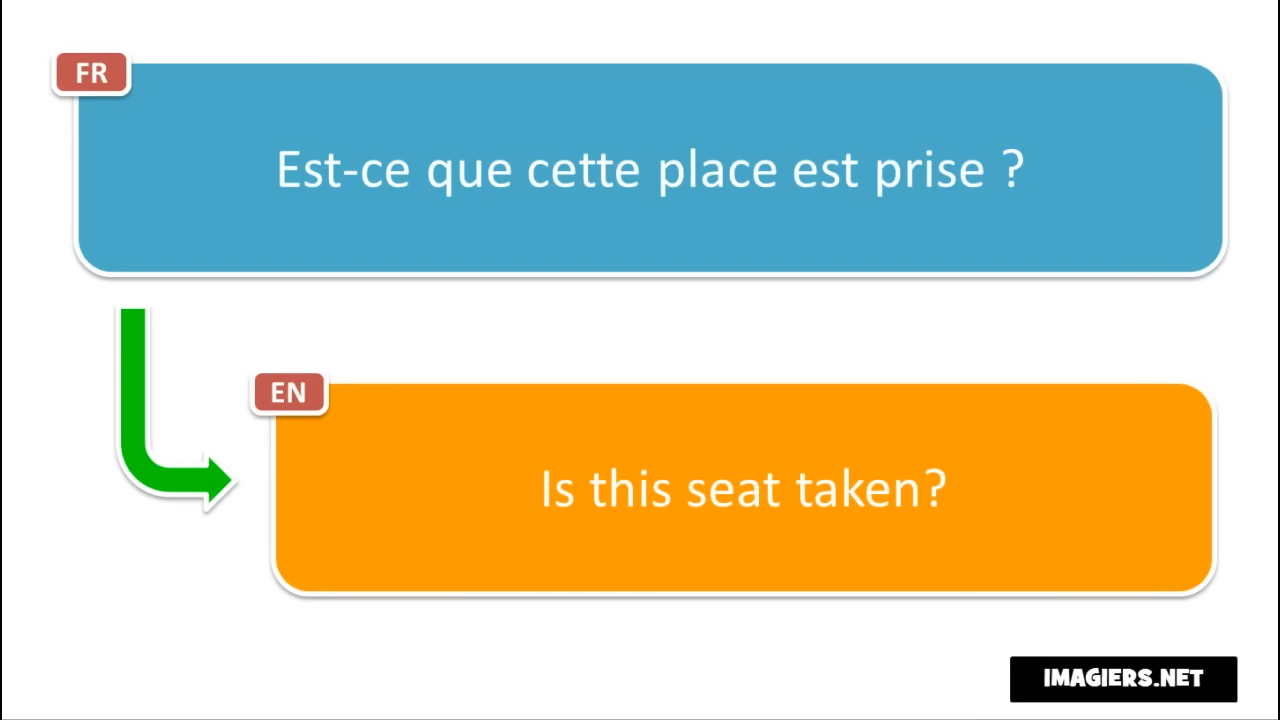 FR
Est-ce que cette place est prise ?
EN
Is this seat taken?
IMAGIERS.NET